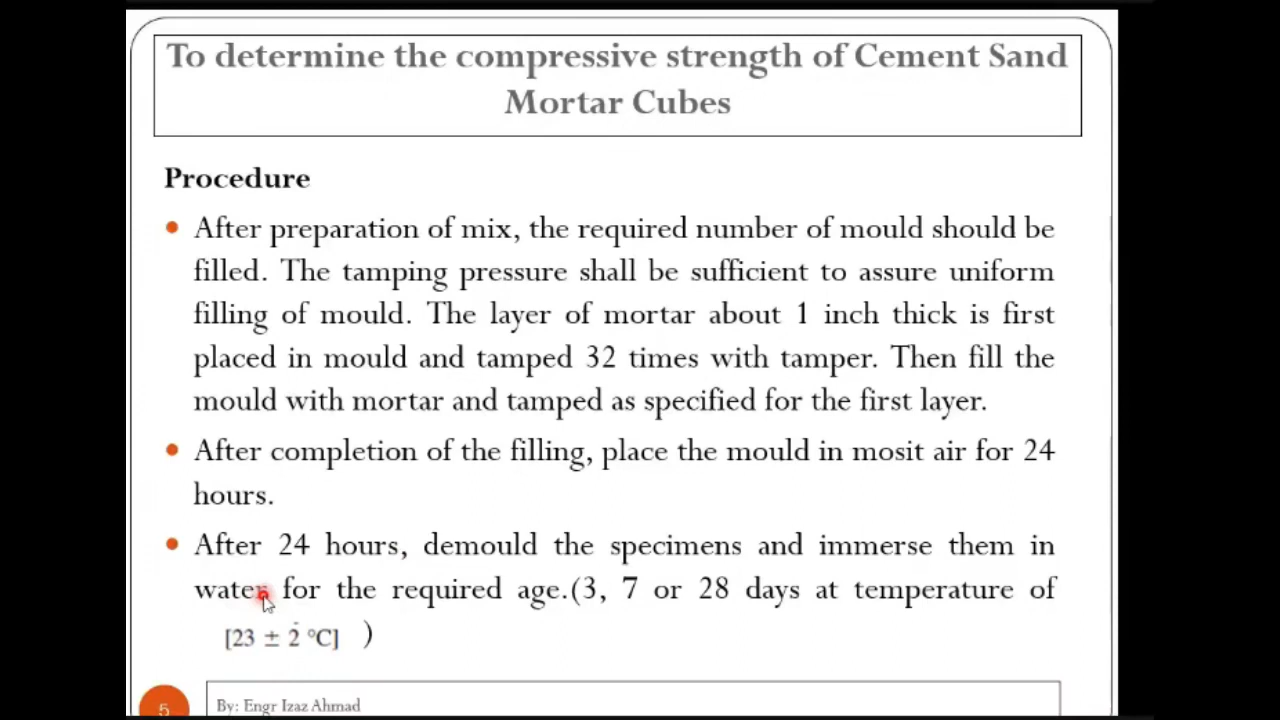 To determine the compressive strength of Cement Sand
Mortar Cubes
Procedure
After preparation of mix, the required number of mould should be
filled. The tamping pressure shall be sufficient to assure uniform
filling of mould. The layer of mortar about 1 inch thick is first
placed in mould and tamped 32 times with tamper. Then fill the
mould with mortar and tamped as specified for the first layer.
After completion of the filling, place the mould in mosit air for 24
hours.
After 24 hours, demould the specimens and immerse them in
water for the required age.(3, 7 or 28 days at temperature of
[23 ± 2 °C] )
5
By: Engr Izaz Ahmad